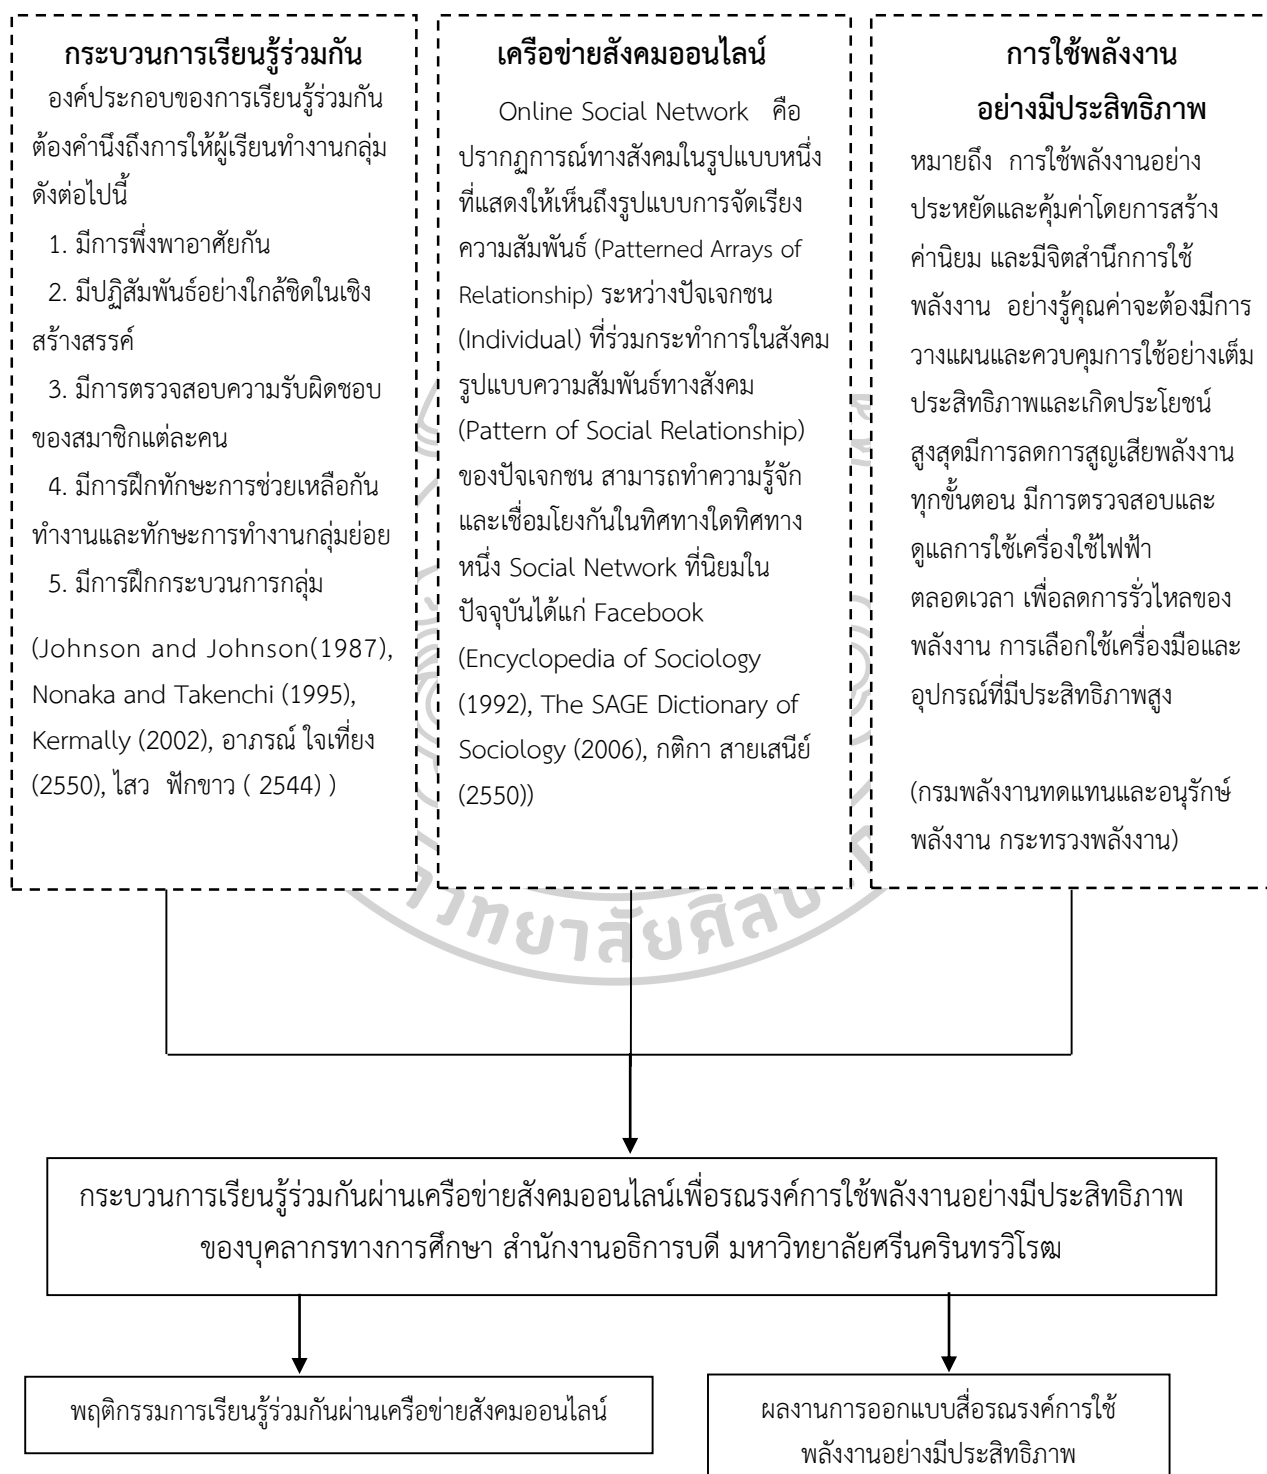 กระบวนการเรียนรู้ร่วมกัน
องค์ประกอบของการเรียนรู้ร่วมกัน
ต้องคำนึงถึงการให้ผู้เรียนทำงานกลุ่ม
ดังต่อไปนี้
1. มีการพึ่งพาอาศัยกัน
2. มีปฏิสัมพันธ์อย่างใกล้ชิดในเชิง
สร้างสรรค์
3. มีการตรวจสอบความรับผิดชอบ
ของสมาชิกแต่ละคน
4. มีการฝึกทักษะการช่วยเหลือกัน
ทำงานและทักษะการทำงานกลุ่มย่อย
5. มีการฝึกกระบวนการกลุ่ม
(Johnson and Johnson(1987),
Nonaka and Takenchi (1995),
Kermally (2002), อาภรณ์ ใจเที่ยง
(2550), ไสว ฟักขาว ( 2544) )
เครือข่ายสังคมออนไลน์
Online Social Network คือ
ปรากฏการณ์ทางสังคมในรูปแบบหนึ่ง
ที่แสดงให้เห็นถึงรูปแบบการจัดเรียง
ความสัมพันธ์ (Patterned Arrays of
Relationship) ระหว่างปัจเจกชน
(Individual) ที่ร่วมกระทำการในสังคม
รูปแบบความสัมพันธ์ทางสังคม
(Pattern of Social Relationship)
ของปัจเจกชน สามารถทำความรู้จัก
และเชื่อมโยงกันในทิศทางใดทิศทาง
หนึ่ง Social Network ที่นิยมใน
ปัจจุบันได้แก่ Facebook
(Encyclopedia of Sociology
(1992), The SAGE Dictionary of
Sociology (2006), กติกา สายเสนีย์
(2550))
การใช้พลังงาน
อย่างมีประสิทธิภาพ
หมายถึง การใช้พลังงานอย่าง
ประหยัดและคุ้มค่าโดยการสร้าง
ค่านิยม และมีจิตสำนึกการใช้
พลังงาน อย่างรู้คุณค่าจะต้องมีการ
วางแผนและควบคุมการใช้อย่างเต็ม
ประสิทธิภาพและเกิดประโยชน์
สูงสุดมีการลดการสูญเสียพลังงาน
ทุกขั้นตอน มีการตรวจสอบและ
ดูแลการใช้เครื่องใช้ไฟฟ้า
ตลอดเวลา เพื่อลดการรั่วไหลของ
พลังงาน การเลือกใช้เครื่องมือและ
อุปกรณ์ที่มีประสิทธิภาพสูง
(กรมพลังงานทดแทนและอนุรักษ์
พลังงาน กระทรวงพลังงาน)
วิทยาลัยศิลป
กระบวนการเรียนรู้ร่วมกันผ่านเครือข่ายสังคมออนไลน์เพื่อรณรงค์การใช้พลังงานอย่างมีประสิทธิภาพ
ของบุคลากรทางการศึกษา สำนักงานอธิการบดี มหาวิทยาลัยศรีนครินทรวิโรฒ
พฤติกรรมการเรียนรู้ร่วมกันผ่านเครือข่ายสังคมออนไลน์
ผลงานการออกแบบสื่อรณรงค์การใช้
พลังงานอย่างมีประสิทธิภาพ